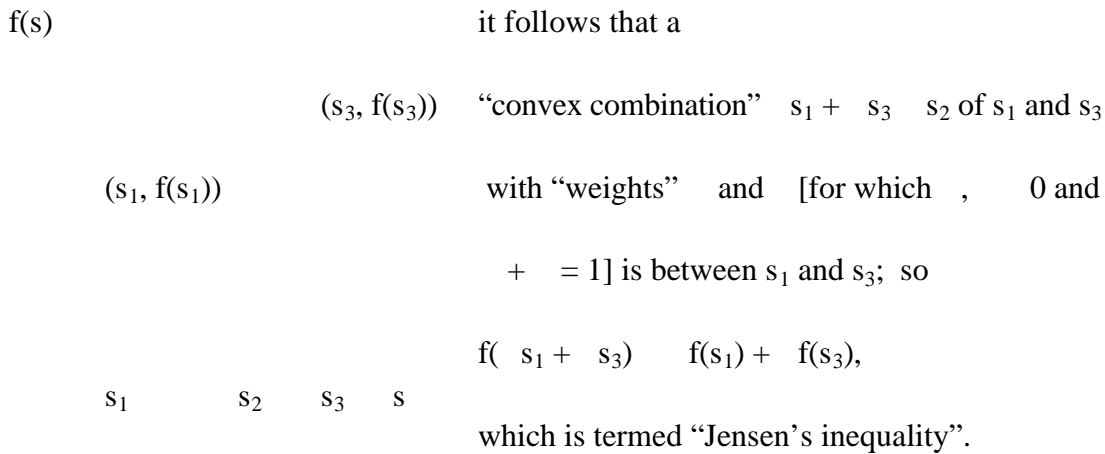 f(s)
it follows that a
(s₃, f(s₃))
“convex combination” s₁ + s₃ s₂ of s₁ and s₃
(s₁, f(s₁))
with “weights” and [for which , 0 and
+ = 1] is between s₁ and s₃; so
f( s₁ + s₃) f(s₁) + f(s₃),
s₁ s₂ s₃ s
which is termed “Jensen’s inequality”.